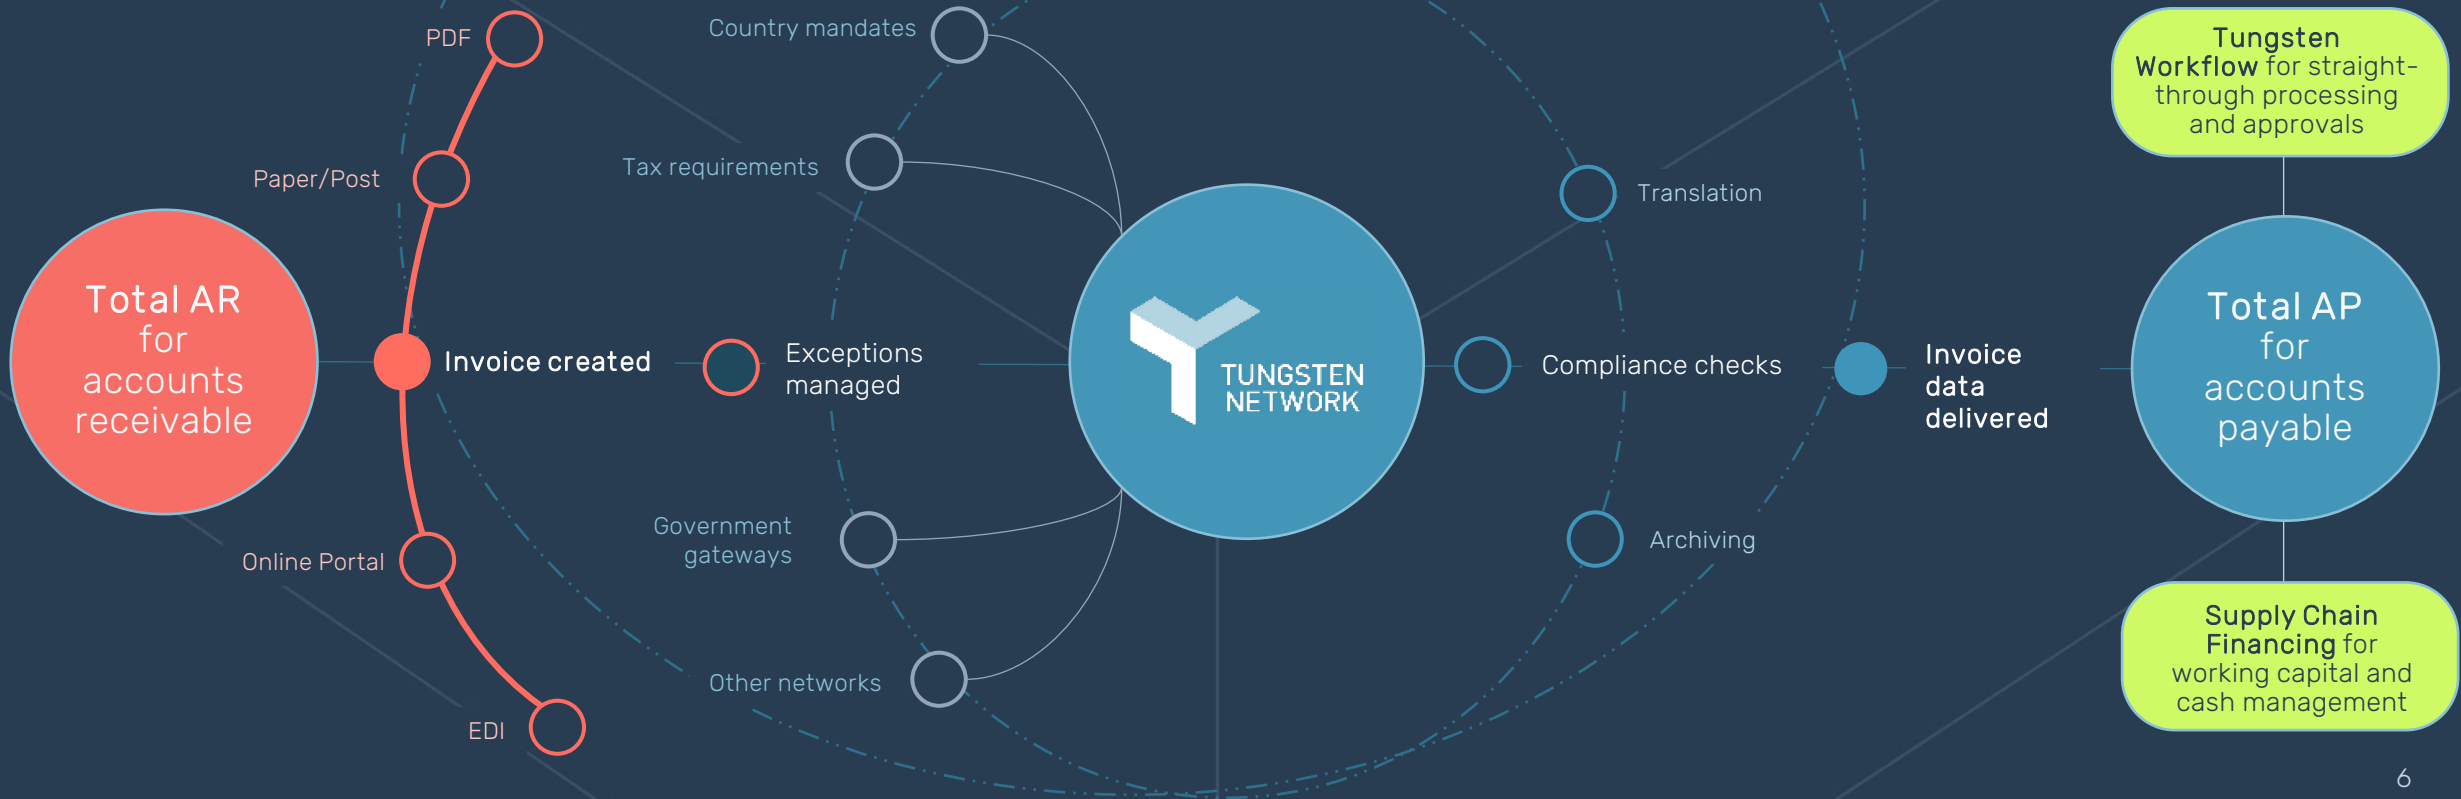 PDF
Paper/Post
Total AR
for
accounts
receivable
Invoice created
Online Portal
EDI
Country mandates
Tax requirements
Exceptions
managed
Government
gateways
Other networks
TUNGSTEN
NETWORK
Translation
Compliance checks
Archiving
Invoice
data
delivered
Tungsten
Workflow for straight-
through processing
and approvals
Total AP
for
accounts
payable
Supply Chain
Financing for
working capital and
cash management
6